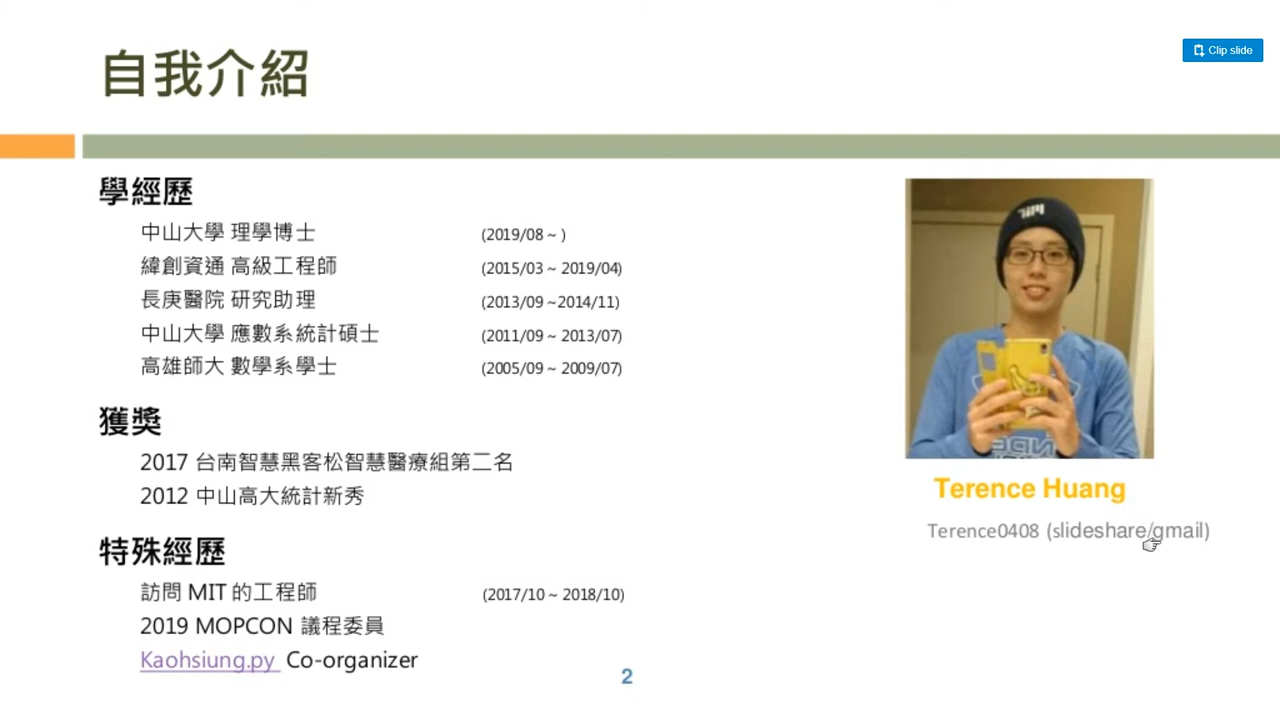 自我介紹
Clip slide
學經歷
中山大學 理學博士 (2019/08 ~ )
緯創資通 高級工程師 (2015/03 ~ 2019/04)
長庚醫院 研究助理 (2013/09 ~2014/11)
中山大學 應數系統計碩士 (2011/09 ~ 2013/07)
高雄師大 數學系學士 (2005/09 ~ 2009/07)
獲獎
2017 台南智慧黑客松智慧醫療組第二名
2012 中山高大統計新秀
特殊經歷
訪問 MIT 的工程師 (2017/10 ~ 2018/10)
2019 MOPCON 議程委員
Kaohsiung.py Co-organizer
Terence Huang
Terence0408 (slideshare/gmail)
2